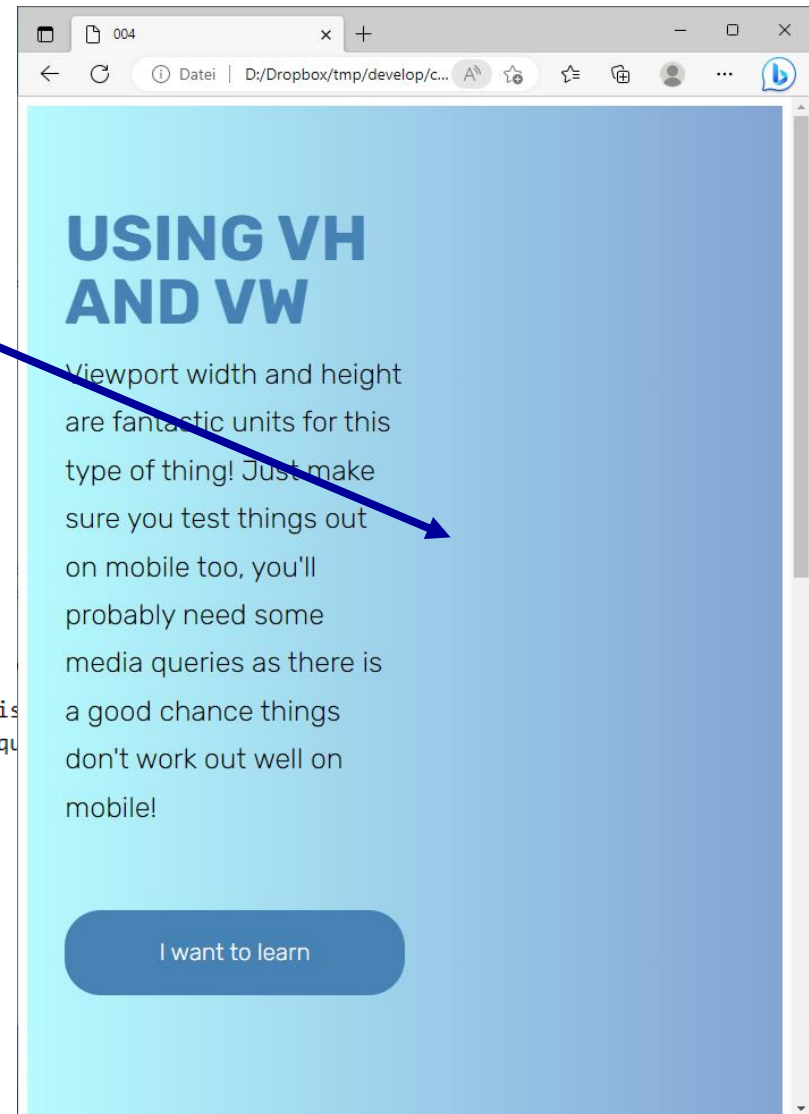 004
Datei | D:/Dropbox/tmp/develop/c...
USING VH
AND VW
Viewport width and height
are fantastic units for this
type of thing! Just make
sure you test things out
on mobile too, you'll
probably need some
media queries as there is
is
a good chance things
qu
don't work out well on
mobile!
I want to learn